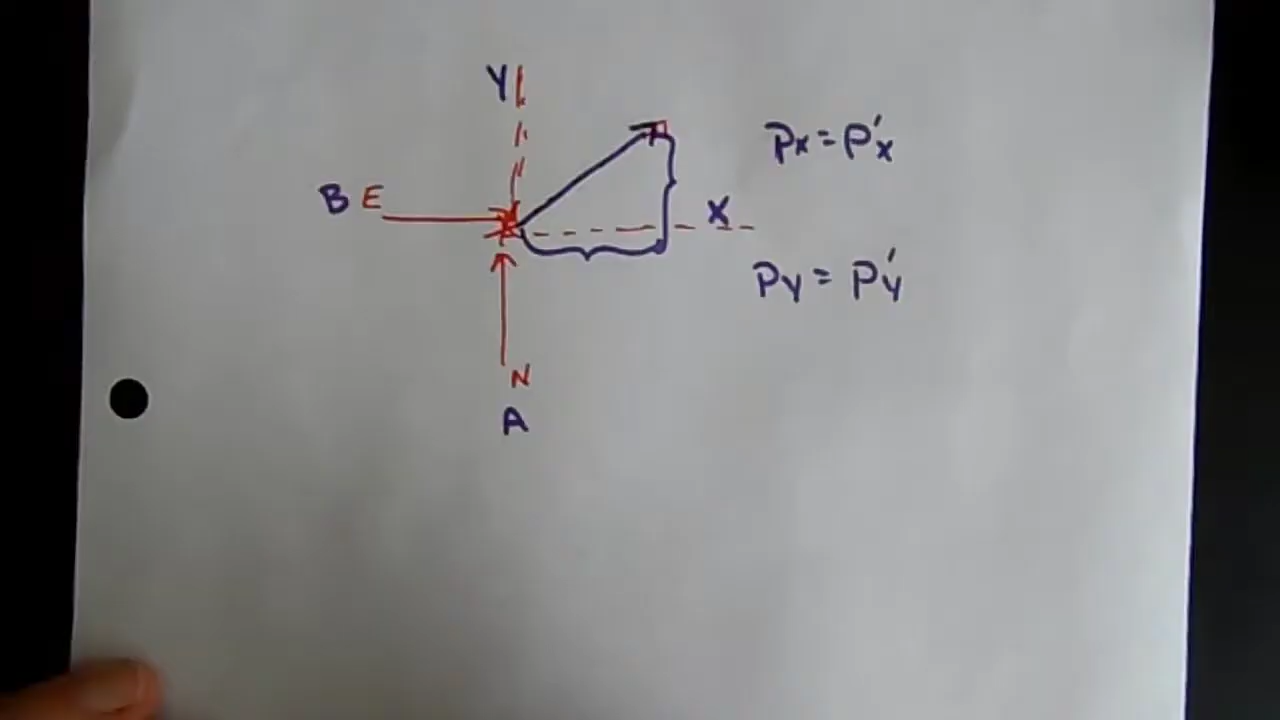 Y
Px = P'x
B E
X
Py = P'y
N
A